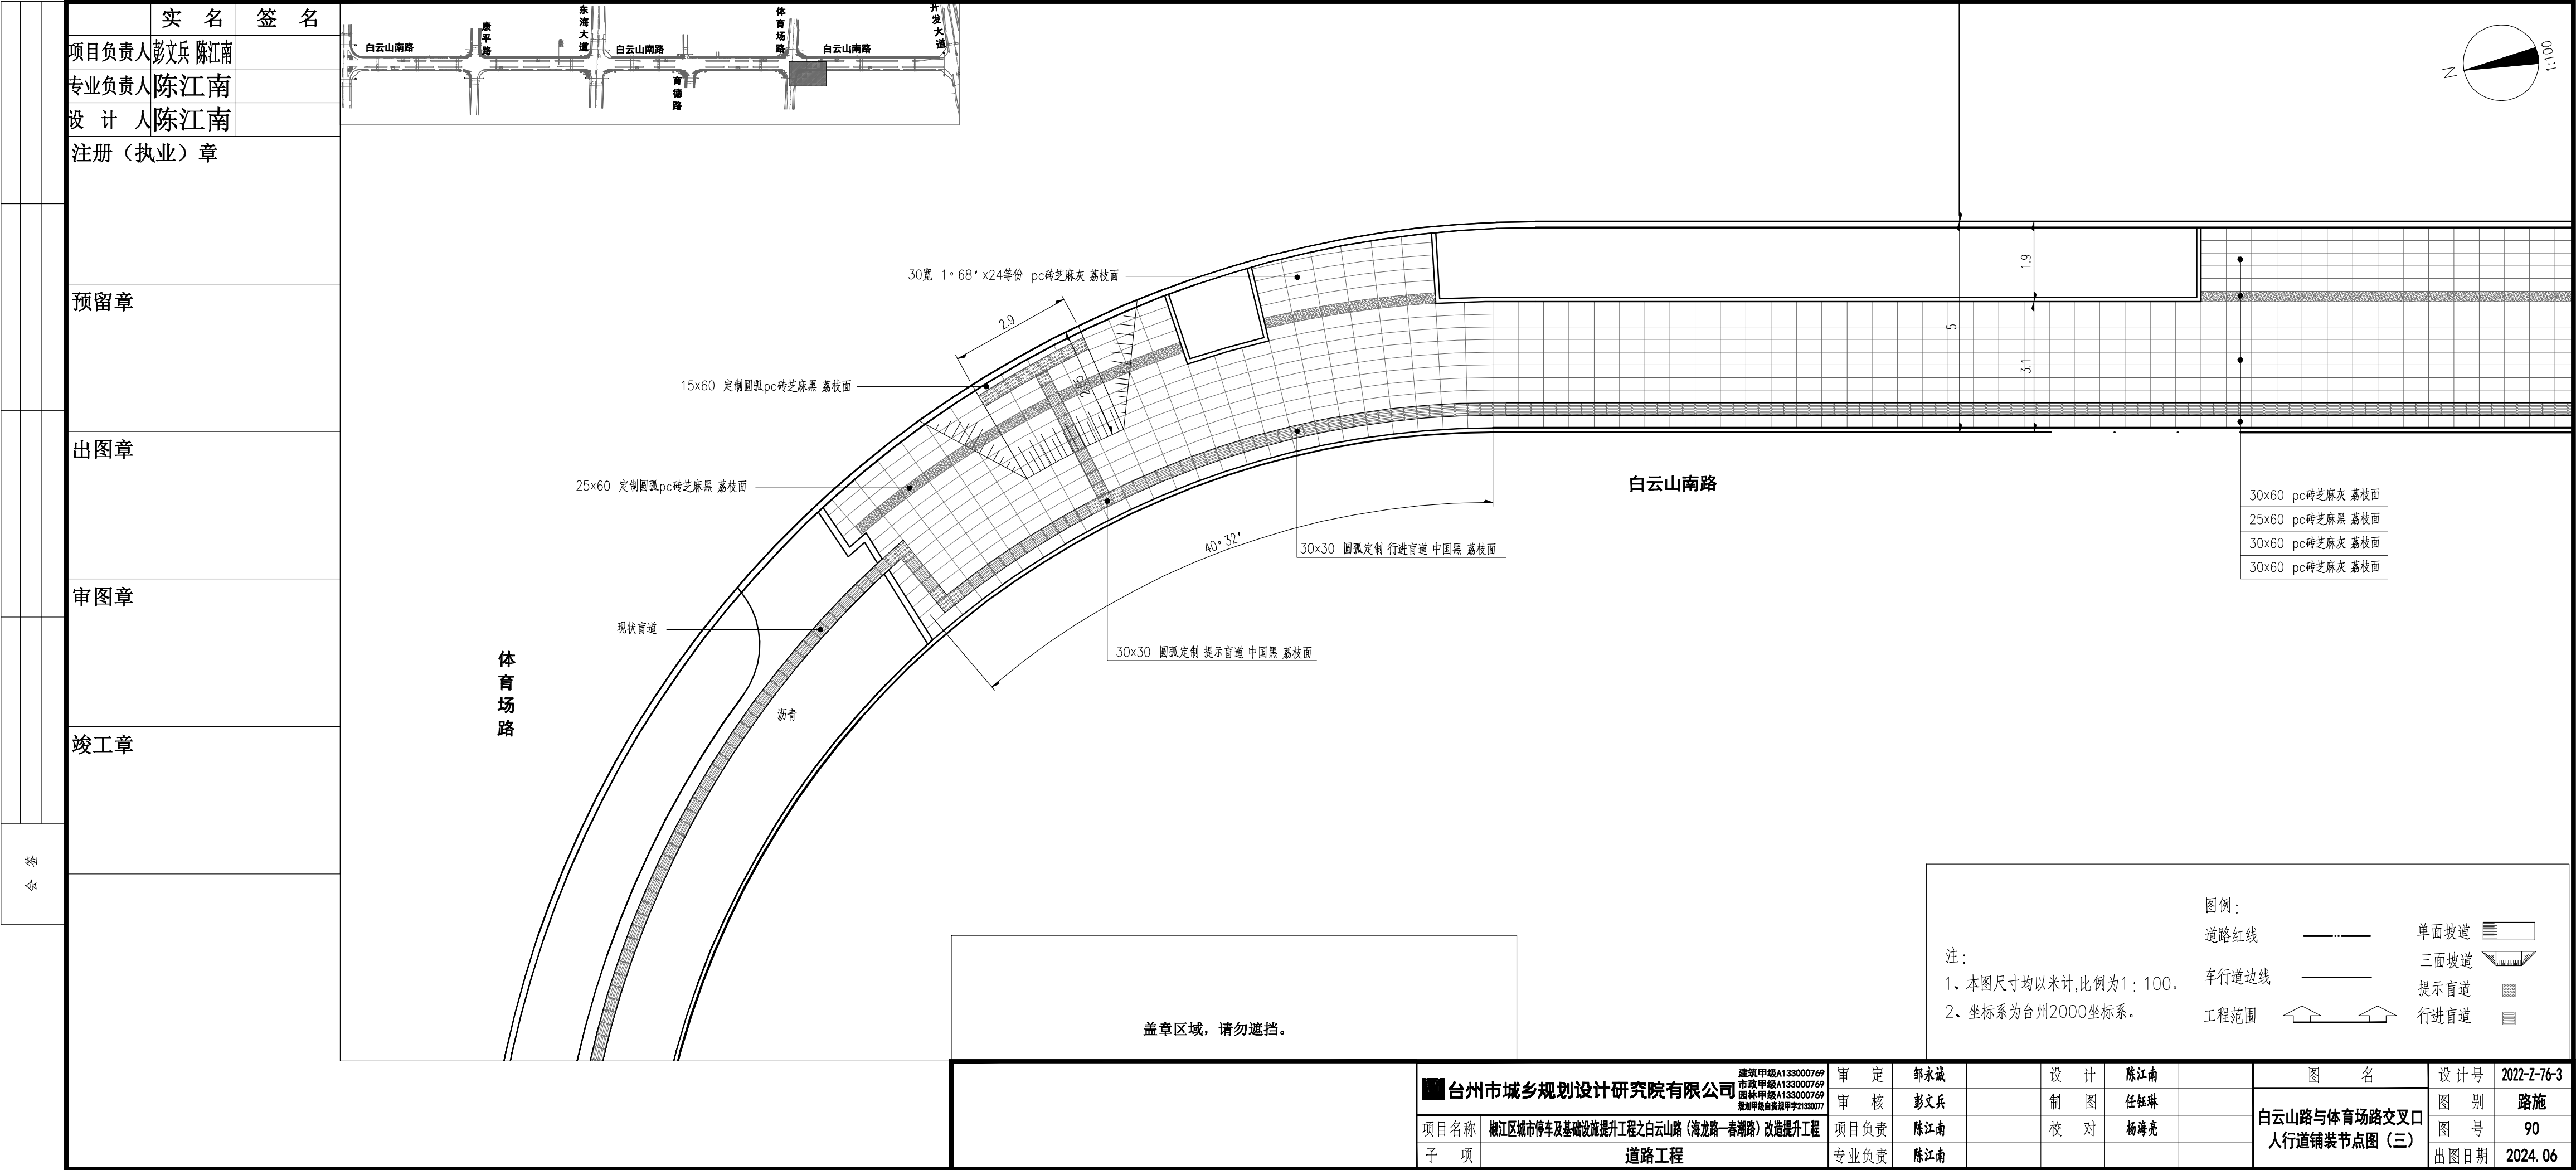 实 名 签 名
项目负责人 彭文兵 陈江南
专业负责人 陈江南
设 计 人 陈江南
注册（执业）章
预留章
出图章
审图章
竣工章
会 签
白云山南路
康平路
东海大道
白云山南路
育德路
体育场路
白云山南路
开发大道
N
1:100
30宽 1°68′x24等份 pc砖芝麻灰 荔枝面
2.9
15x60 定制圆弧pc砖芝麻黑 荔枝面
25x60 定制圆弧pc砖芝麻黑 荔枝面
1.9
5
3.1
白云山南路
30x60 pc砖芝麻灰 荔枝面
25x60 pc砖芝麻黑 荔枝面
30x60 pc砖芝麻灰 荔枝面
30x60 pc砖芝麻灰 荔枝面
40°32′
30x30 圆弧定制 行进盲道 中国黑 荔枝面
30x30 圆弧定制 提示盲道 中国黑 荔枝面
现状盲道
体育场路
沥青
注：
1、本图尺寸均以米计,比例为1：100。
2、坐标系为台州2000坐标系。
图例：
道路红线
车行道边线
工程范围
单面坡道
三面坡道
提示盲道
行进盲道
盖章区域，请勿遮挡。
台州市城乡规划设计研究院有限公司
建筑甲级A133000769
市政甲级A133000769
园林甲级A133000769
规划甲级自资规甲字21330077
项目名称 椒江区城市停车及基础设施提升工程之白云山路（海龙路—春潮路）改造提升工程
子 项 道路工程
审 定 邹永诚
审 核 彭文兵
项目负责 陈江南
专业负责 陈江南
设 计 陈江南
制 图 任钰琳
校 对 杨海亮
图 名
白云山路与体育场路交叉口
人行道铺装节点图（三）
设计号 2022-Z-76-3
图 别 路施
图 号 90
出图日期 2024.06